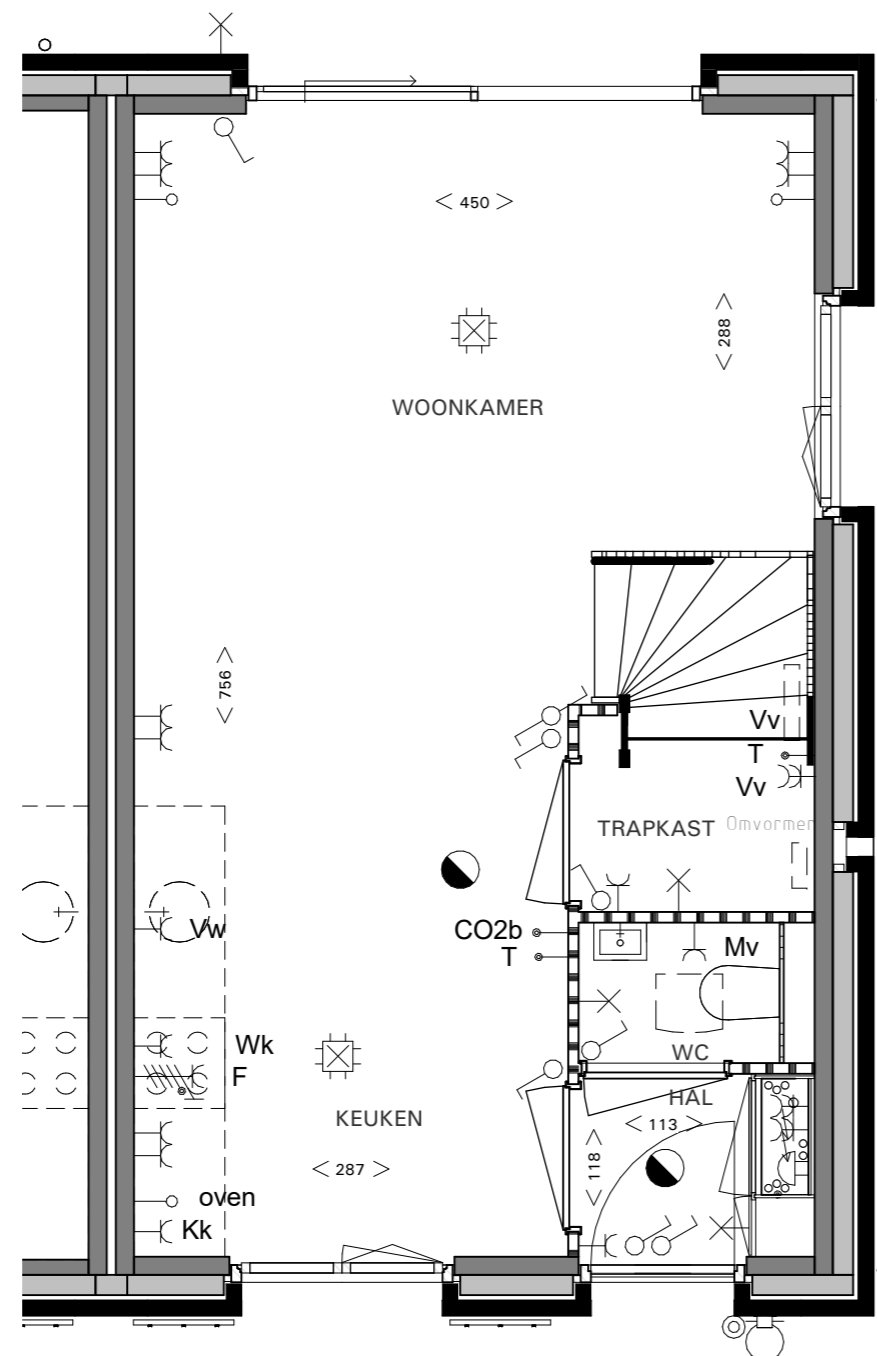 450
288
WOONKAMER
756
Vv
T
Vv
TRAPKAST Omvormer
Vw
CO2b
T
Mv
Wk
WC
F
HAL
KEUKEN
113
118
287
oven
Kk